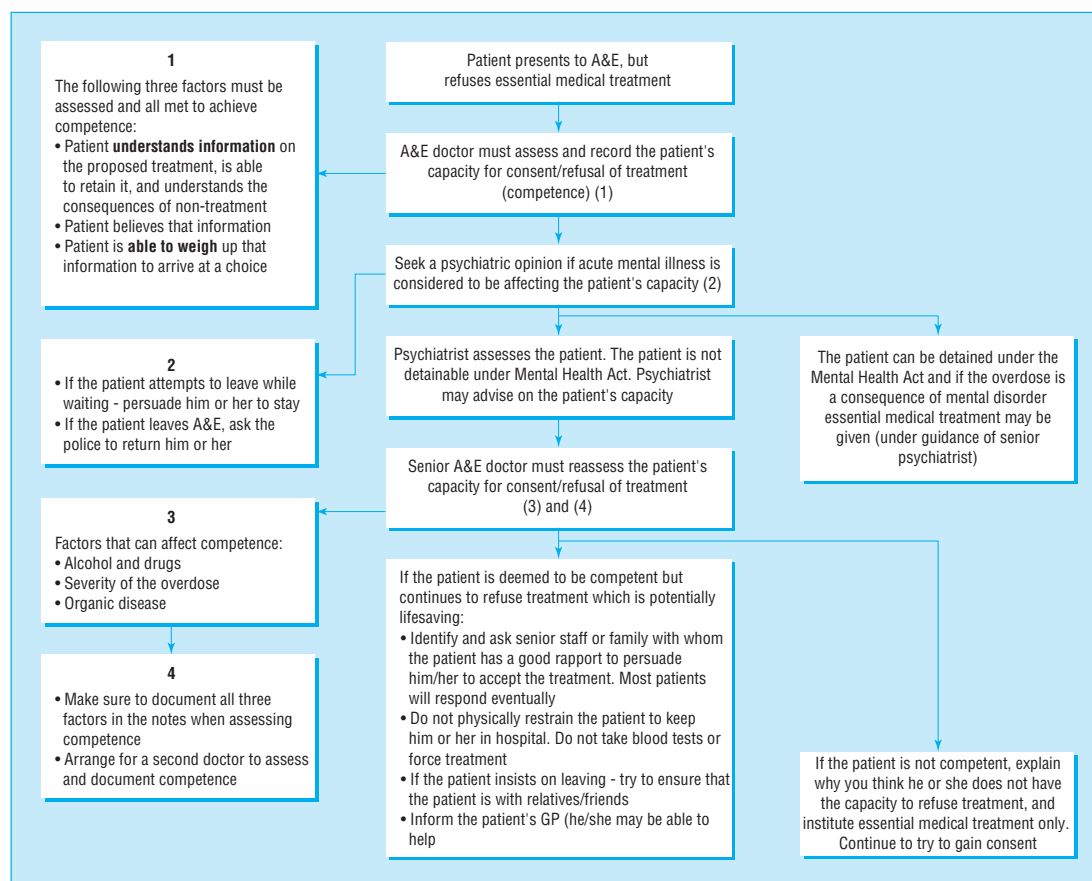 Patient presents to A&E, but
refuses essential medical treatment
A&E doctor must assess and record the patient's
capacity for consent/refusal of treatment
(competence) (1)
1
The following three factors must be
assessed and all met to achieve
competence:
• Patient understands information on
the proposed treatment, is able
to retain it, and understands the
consequences of non-treatment
• Patient believes that information
• Patient is able to weigh up that
information to arrive at a choice
Seek a psychiatric opinion if acute mental illness is
considered to be affecting the patient's capacity (2)
2
• If the patient attempts to leave while
waiting - persuade him or her to stay
• If the patient leaves A&E, ask the
police to return him or her
Psychiatrist assesses the patient. The patient is not
detainable under Mental Health Act. Psychiatrist
may advise on the patient's capacity
The patient can be detained under the
Mental Health Act and if the overdose is
a consequence of mental disorder
essential medical treatment may be
given (under guidance of senior
psychiatrist)
Senior A&E doctor must reassess the patient's
capacity for consent/refusal of treatment
(3) and (4)
3
Factors that can affect competence:
• Alcohol and drugs
• Severity of the overdose
• Organic disease
4
• Make sure to document all three
factors in the notes when assessing
competence
• Arrange for a second doctor to assess
and document competence
If the patient is deemed to be competent but
continues to refuse treatment which is potentially
lifesaving:
• Identify and ask senior staff or family with whom
the patient has a good rapport to persuade
him/her to accept the treatment. Most patients
will respond eventually
• Do not physically restrain the patient to keep
him or her in hospital. Do not take blood tests or
force treatment
• If the patient insists on leaving - try to ensure that
the patient is with relatives/friends
• Inform the patient's GP (he/she may be able to
help
If the patient is not competent, explain
why you think he or she does not have
the capacity to refuse treatment, and
institute essential medical treatment only.
Continue to try to gain consent